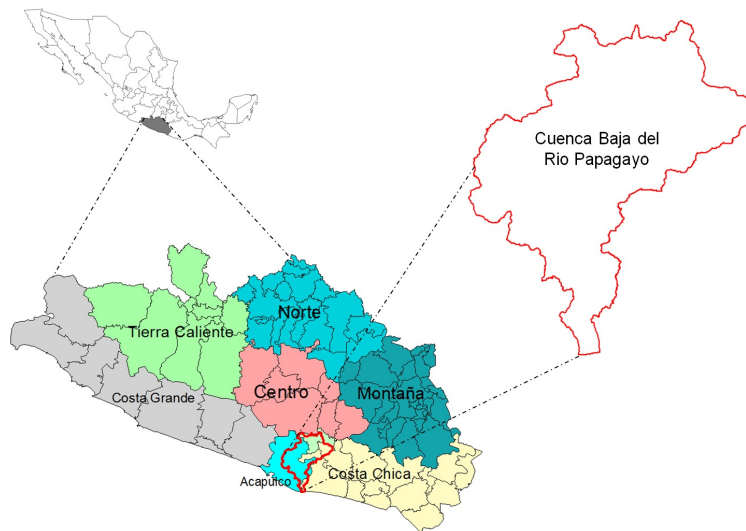 Cuenca Baja del
Rio Papagayo
Norte
Tierra Caliente
Centro
Montaña
Costa Grande
Costa Chica
Acapulco